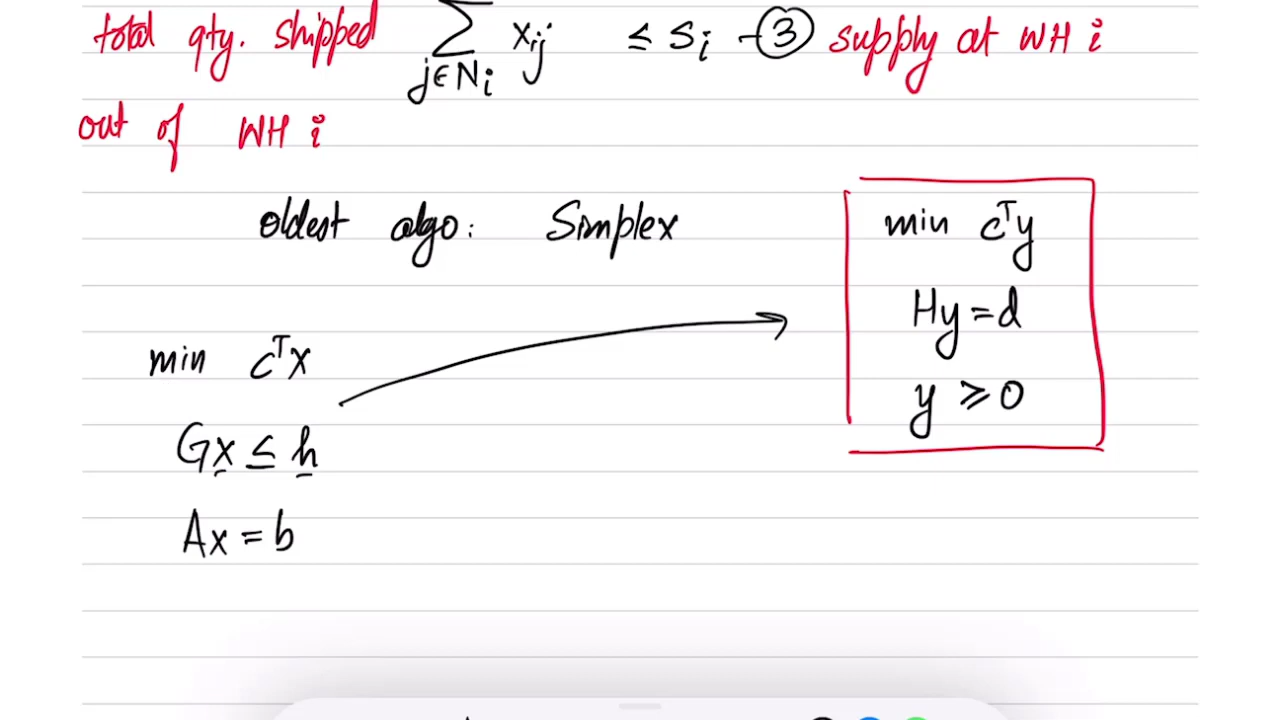 total qty. shipped ∑_{j∈N_i} x_ij ≤ S_i -③ supply at WH i
out of WH i
oldest algo: Simplex
min c^T x
Gx ≤ h
Ax = b
min c^T y
Hy = d
y ≥ 0